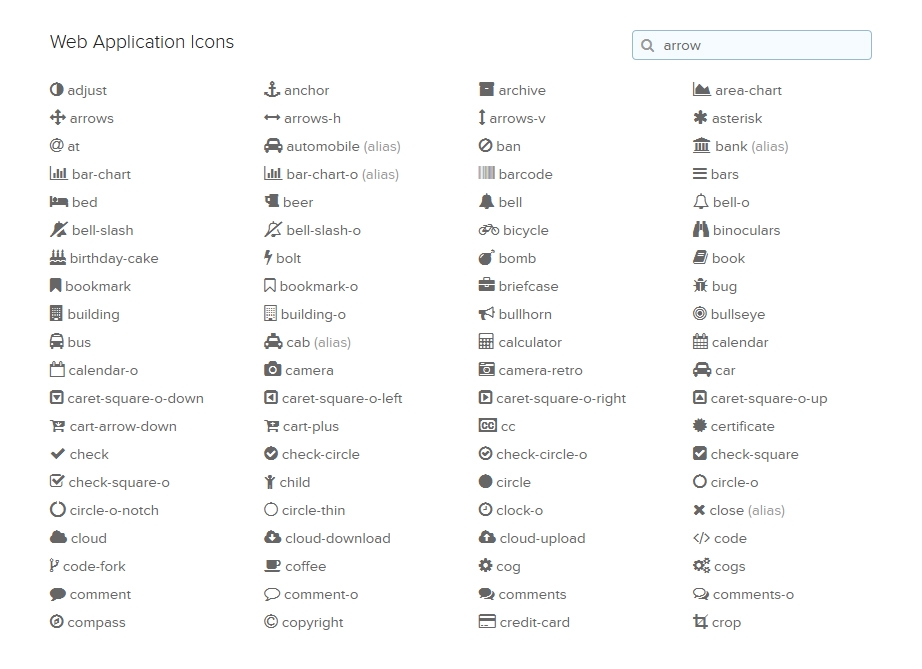 Web Application Icons
arrow
adjust anchor archive area-chart
arrows arrows-h arrows-v asterisk
at automobile (alias) ban bank (alias)
bar-chart bar-chart-o (alias) barcode bars
bed beer bell bell-o
bell-slash bell-slash-o bicycle binoculars
birthday-cake bolt bomb book
bookmark bookmark-o briefcase bug
building building-o bullhorn bullseye
bus cab (alias) calculator calendar
calendar-o camera camera-retro car
caret-square-o-down caret-square-o-left caret-square-o-right caret-square-o-up
cart-arrow-down cart-plus cc certificate
check check-circle check-circle-o check-square
check-square-o child circle circle-o
circle-o-notch circle-thin clock-o close (alias)
cloud cloud-download cloud-upload code
code-fork coffee cog cogs
comment comment-o comments comments-o
compass copyright credit-card crop